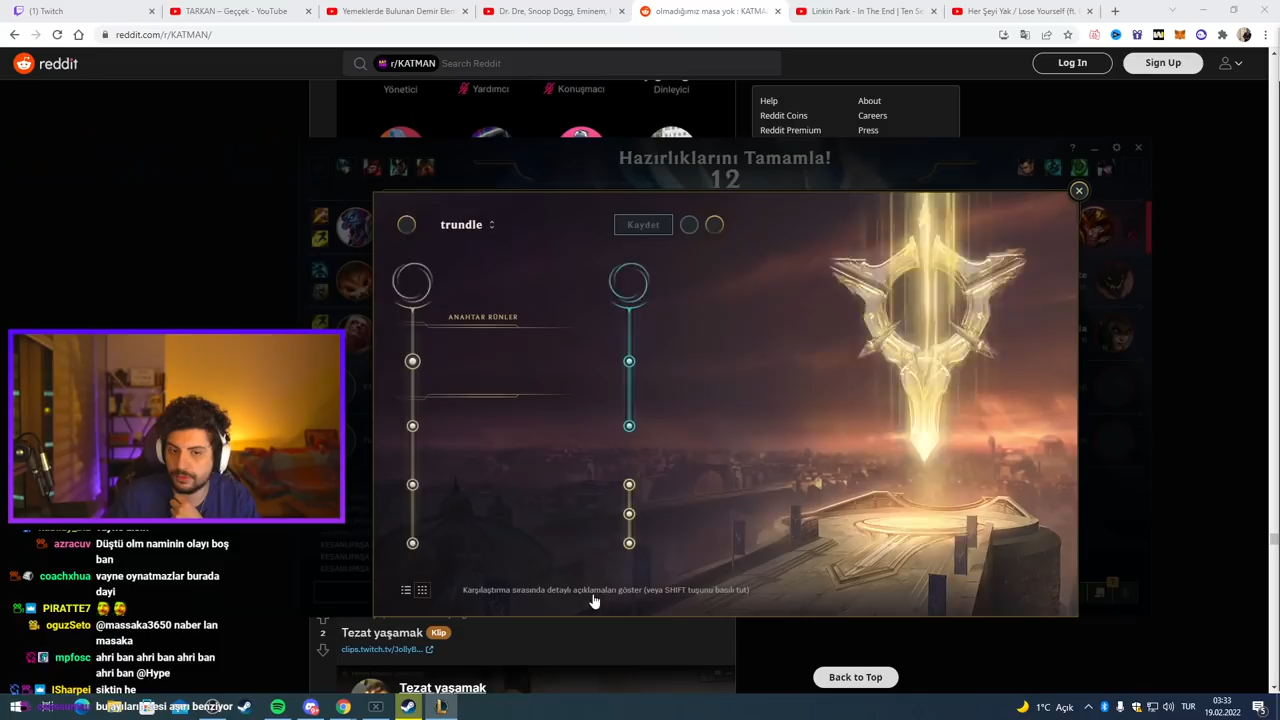 Twitch
TARKAN – Geççek - YouTube
Yemeklerde Bulunan Demir Elem
Dr. Dre, Snoop Dogg, Eminem,
olmadığımız masa yok : KATMA
Linkin Park - In The End | Ten Se
Her Şeyi Yak / Lose Yourself (ft.
reddit.com/r/KATMAN/
reddit
r/KATMAN
Search Reddit
Log In
Sign Up
Yönetici
Yardımcı
Konuşmacı
Dinleyici
Help
About
Reddit Coins
Careers
Reddit Premium
Press
Hazırlıklarını Tamamla!
12
trundle
Kaydet
ANAHTAR RÜNLER
Karşılaştırma sırasında detaylı açıklamaları göster (veya SHIFT tuşunu basılı tut)
azracuv Düştü olm naminin olayı boş
ban
coachxhua vayne oynatmazlar burada
dayi
PIRATTE7
oguzSeto @massaka3650 naber lan
masaka
mpfosc ahri ban ahri ban ahri ban
ahri ban @Hype
ISharpei siktin he
2
Tezat yaşamak
Klip
clips.twitch.tv/JollyB...
Tezat yaşamak
Back to Top
1°C Açık
TUR
03:33
19.02.2022